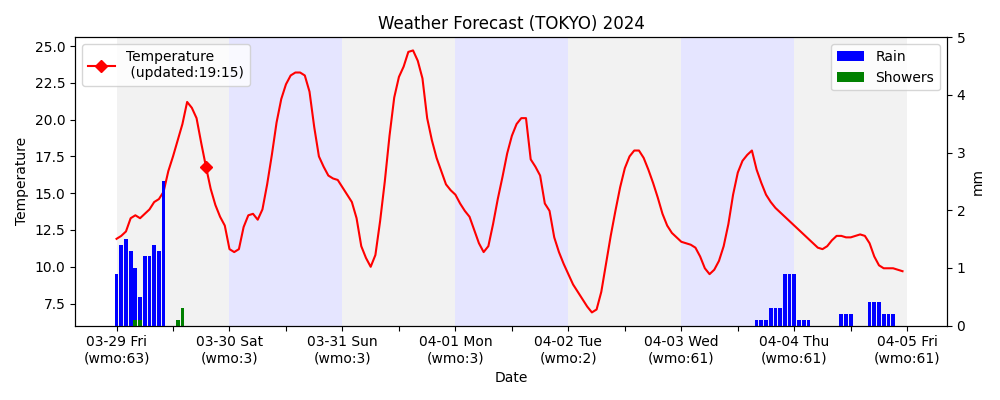 Weather Forecast (TOKYO) 2024
Temperature
(updated:19:15)
Rain
Showers
Temperature
25.0
22.5
20.0
17.5
15.0
12.5
10.0
7.5
5
4
3
2
1
0
mm
03-29 Fri
(wmo:63)
03-30 Sat
(wmo:3)
03-31 Sun
(wmo:3)
04-01 Mon
(wmo:3)
04-02 Tue
(wmo:2)
04-03 Wed
(wmo:61)
04-04 Thu
(wmo:61)
04-05 Fri
(wmo:61)
Date